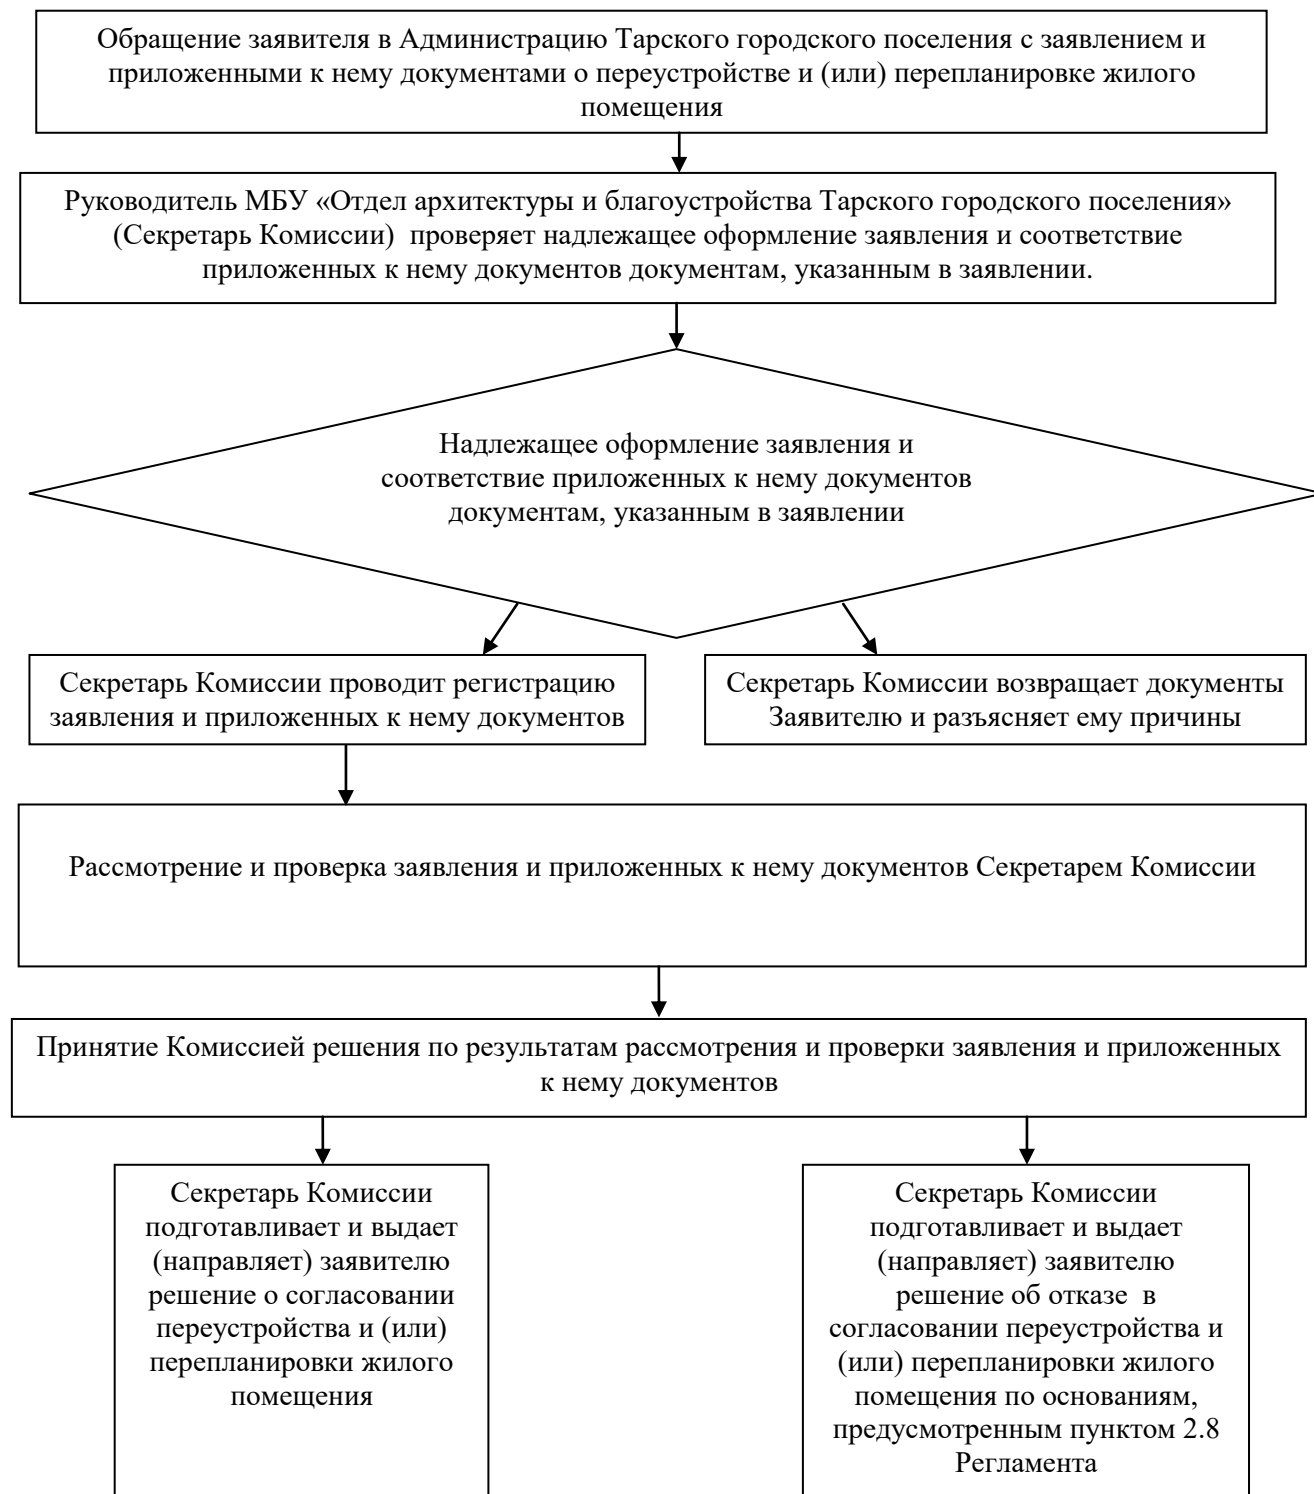 Обращение заявителя в Администрацию Тарского городского поселения с заявлением и
приложенными к нему документами о переустройстве и (или) перепланировке жилого
помещения
Руководитель МБУ «Отдел архитектуры и благоустройства Тарского городского поселения»
(Секретарь Комиссии)  проверяет надлежащее оформление заявления и соответствие
приложенных к нему документов документам, указанным в заявлении.
Надлежащее оформление заявления и
соответствие приложенных к нему документов
документам, указанным в заявлении
Секретарь Комиссии проводит регистрацию
заявления и приложенных к нему документов
Секретарь Комиссии возвращает документы
Заявителю и разъясняет ему причины
Рассмотрение и проверка заявления и приложенных к нему документов Секретарем Комиссии
Принятие Комиссией решения по результатам рассмотрения и проверки заявления и приложенных
к нему документов
Секретарь Комиссии
подготавливает и выдает
(направляет) заявителю
решение о согласовании
переустройства и (или)
перепланировки жилого
помещения
Секретарь Комиссии
подготавливает и выдает
(направляет) заявителю
решение об отказе  в
согласовании переустройства и
(или) перепланировки жилого
помещения по основаниям,
предусмотренным пунктом 2.8
Регламента